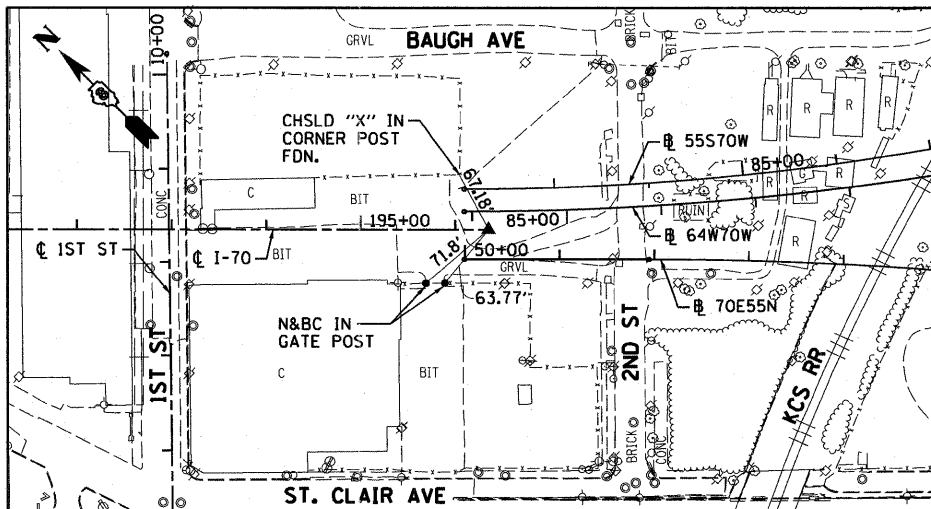 N
10+00
GRVL
BAUGH AVE
BRICK
BIT
CHSLD "X" IN
CORNER POST
FDN.
R
R
R
R
℄ 55S70W
85+00
67.18'
CONC
C
BIT
R
G
R
S
RUIN
195+00
85+00
℄ 1ST ST
℄ I-70
BIT
71.8'
50+00
GRVL
R
℄ 64W70W
63.77'
℄ 70E55N
N&BC IN
GATE POST
1ST ST
C
BIT
2ND ST
KCS RR
BRICK
CONC
ST. CLAIR AVE